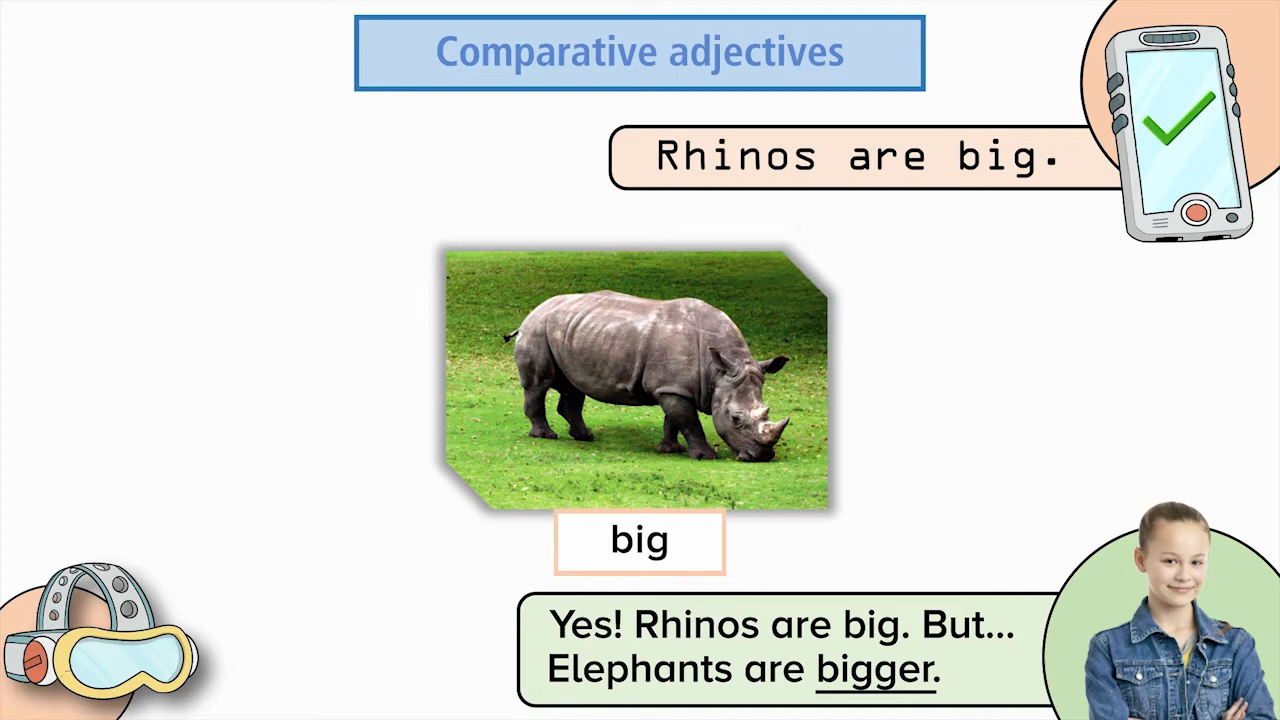 Comparative adjectives
Rhinos are big.
big
Yes! Rhinos are big. But...
Elephants are bigger.